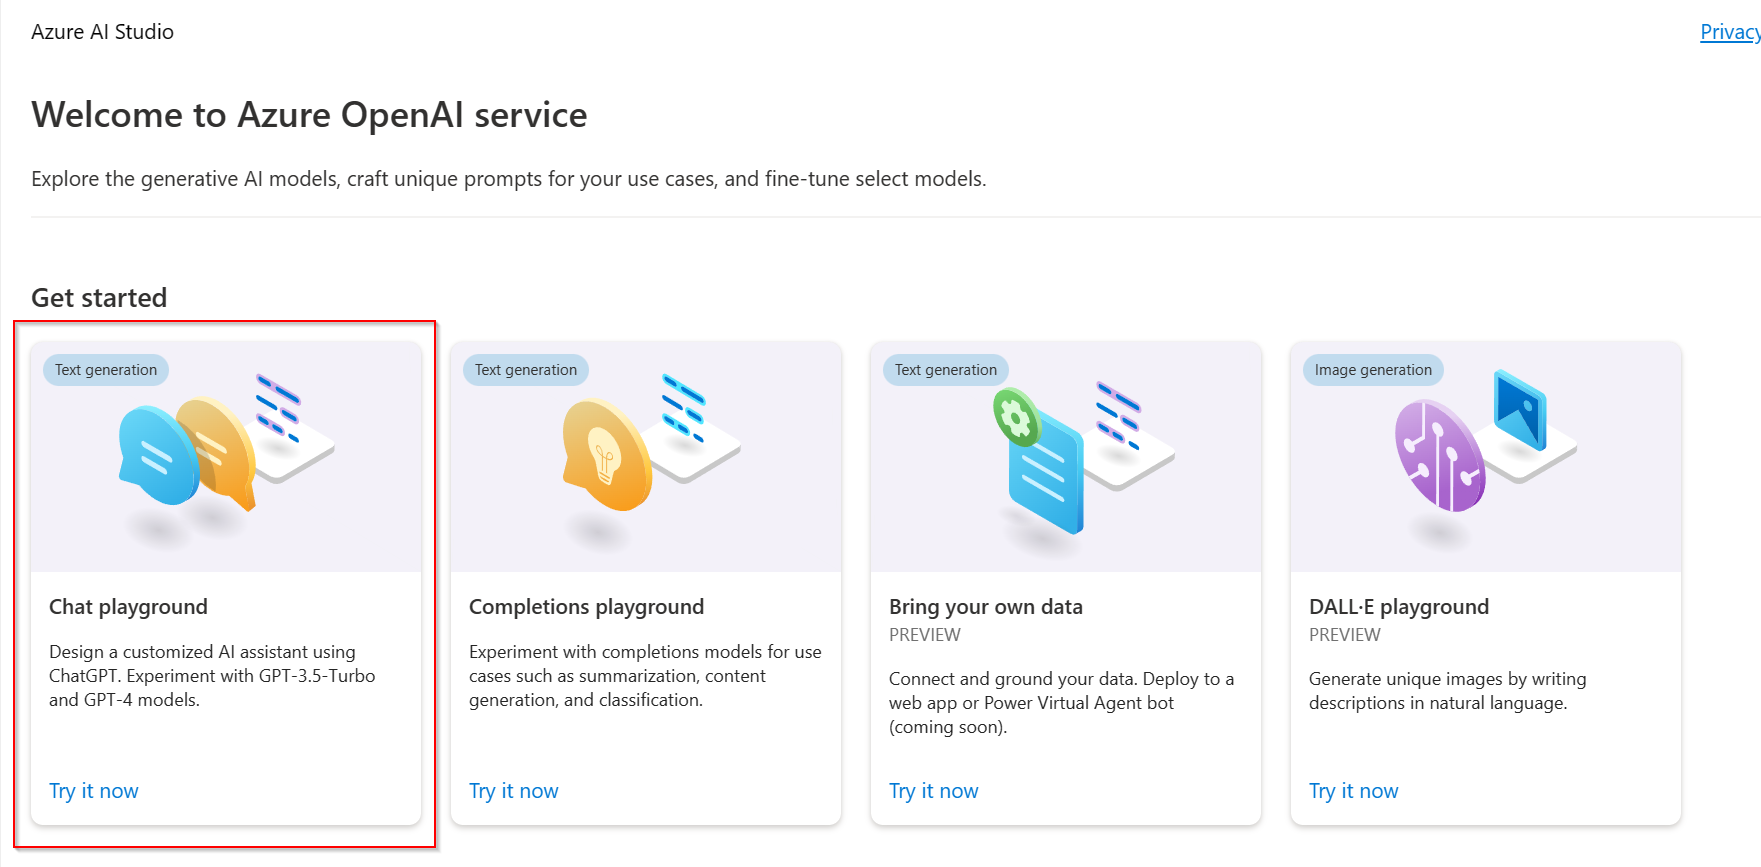 Azure AI Studio
Privacy
Welcome to Azure OpenAI service
Explore the generative AI models, craft unique prompts for your use cases, and fine-tune select models.
Get started
Text generation
Chat playground
Design a customized AI assistant using
ChatGPT. Experiment with GPT-3.5-Turbo
and GPT-4 models.
Try it now
Text generation
Completions playground
Experiment with completions models for use
cases such as summarization, content
generation, and classification.
Try it now
Text generation
Bring your own data
PREVIEW
Connect and ground your data. Deploy to a
web app or Power Virtual Agent bot
(coming soon).
Try it now
Image generation
DALL·E playground
PREVIEW
Generate unique images by writing
descriptions in natural language.
Try it now